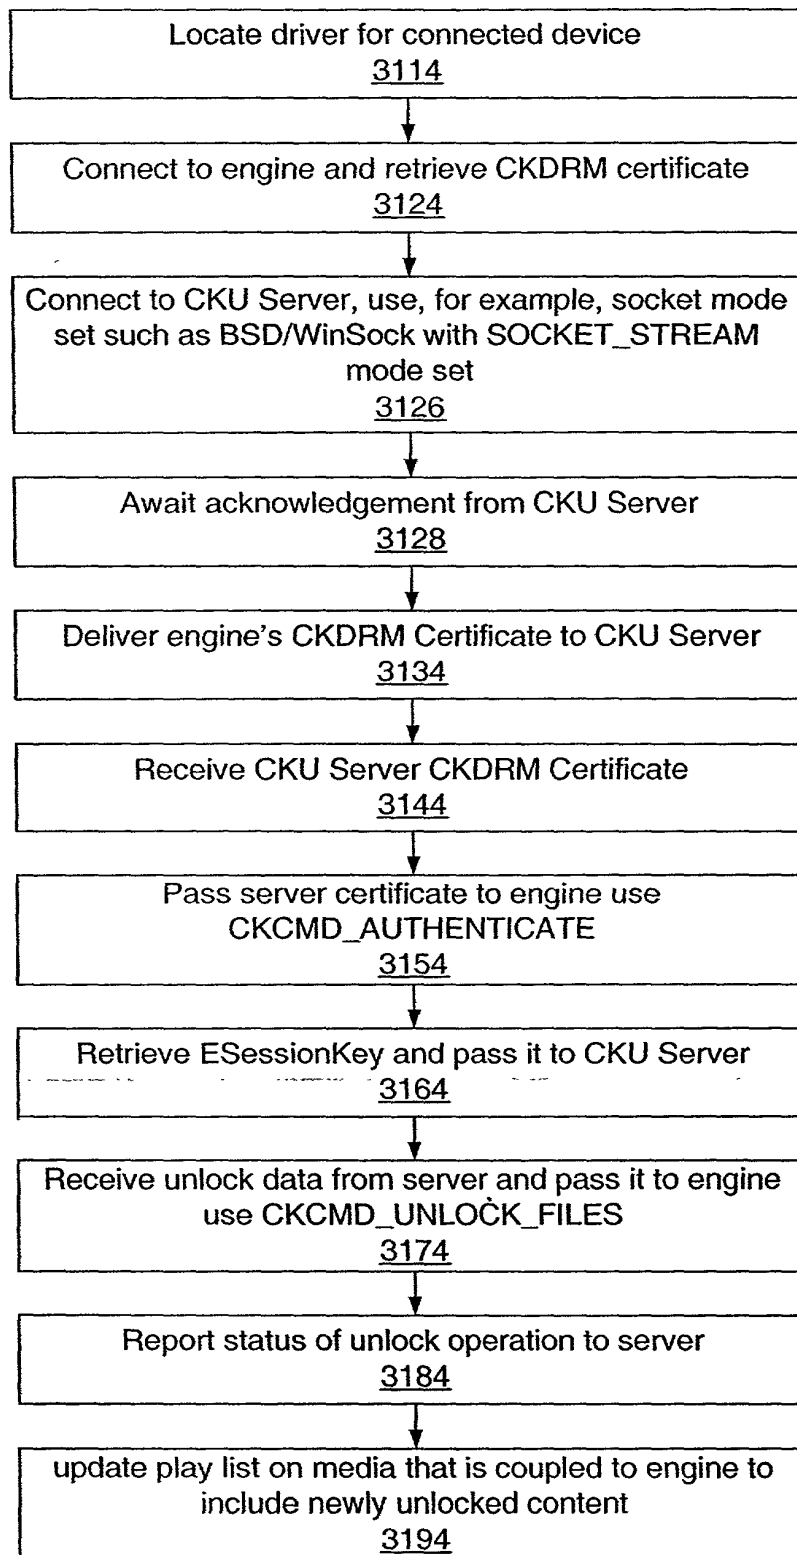 Locate driver for connected device
3114
Connect to engine and retrieve CKDRM certificate
3124
Connect to CKU Server, use, for example, socket mode
set such as BSD/WinSock with SOCKET_STREAM
mode set
3126
Await acknowledgement from CKU Server
3128
Deliver engine's CKDRM Certificate to CKU Server
3134
Receive CKU Server CKDRM Certificate
3144
Pass server certificate to engine use
CKCMD_AUTHENTICATE
3154
Retrieve ESessionKey and pass it to CKU Server
3164
Receive unlock data from server and pass it to engine
use CKCMD_UNLOCK_FILES
3174
Report status of unlock operation to server
3184
update play list on media that is coupled to engine to
include newly unlocked content
3194